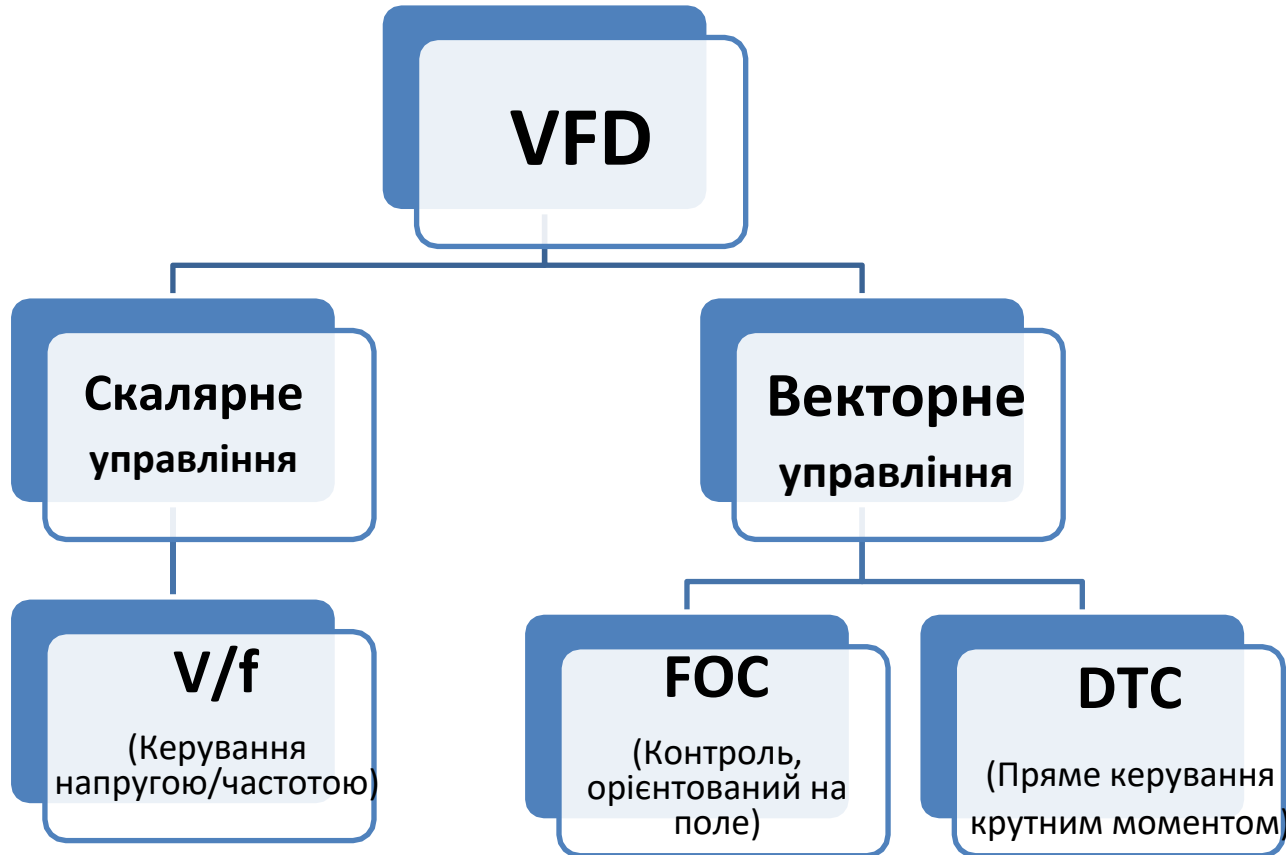 VFD
Скалярне
управління
Векторне
управління
V/f
(Керування
напругою/частотою)
FOC
(Контроль,
орієнтований на
поле)
DTC
(Пряме керування
крутним моментом)